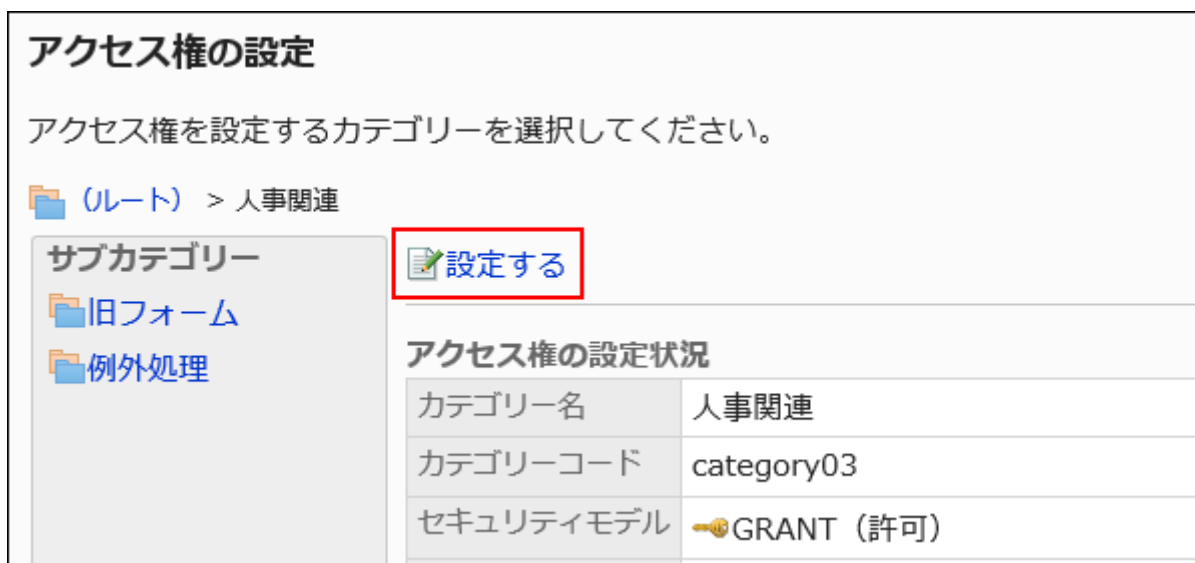 アクセス権の設定
アクセス権を設定するカテゴリーを選択してください。
（ルート） > 人事関連
サブカテゴリー
旧フォーム
例外処理
設定する
アクセス権の設定状況
カテゴリー名 人事関連
カテゴリーコード category03
セキュリティモデル GRANT（許可）